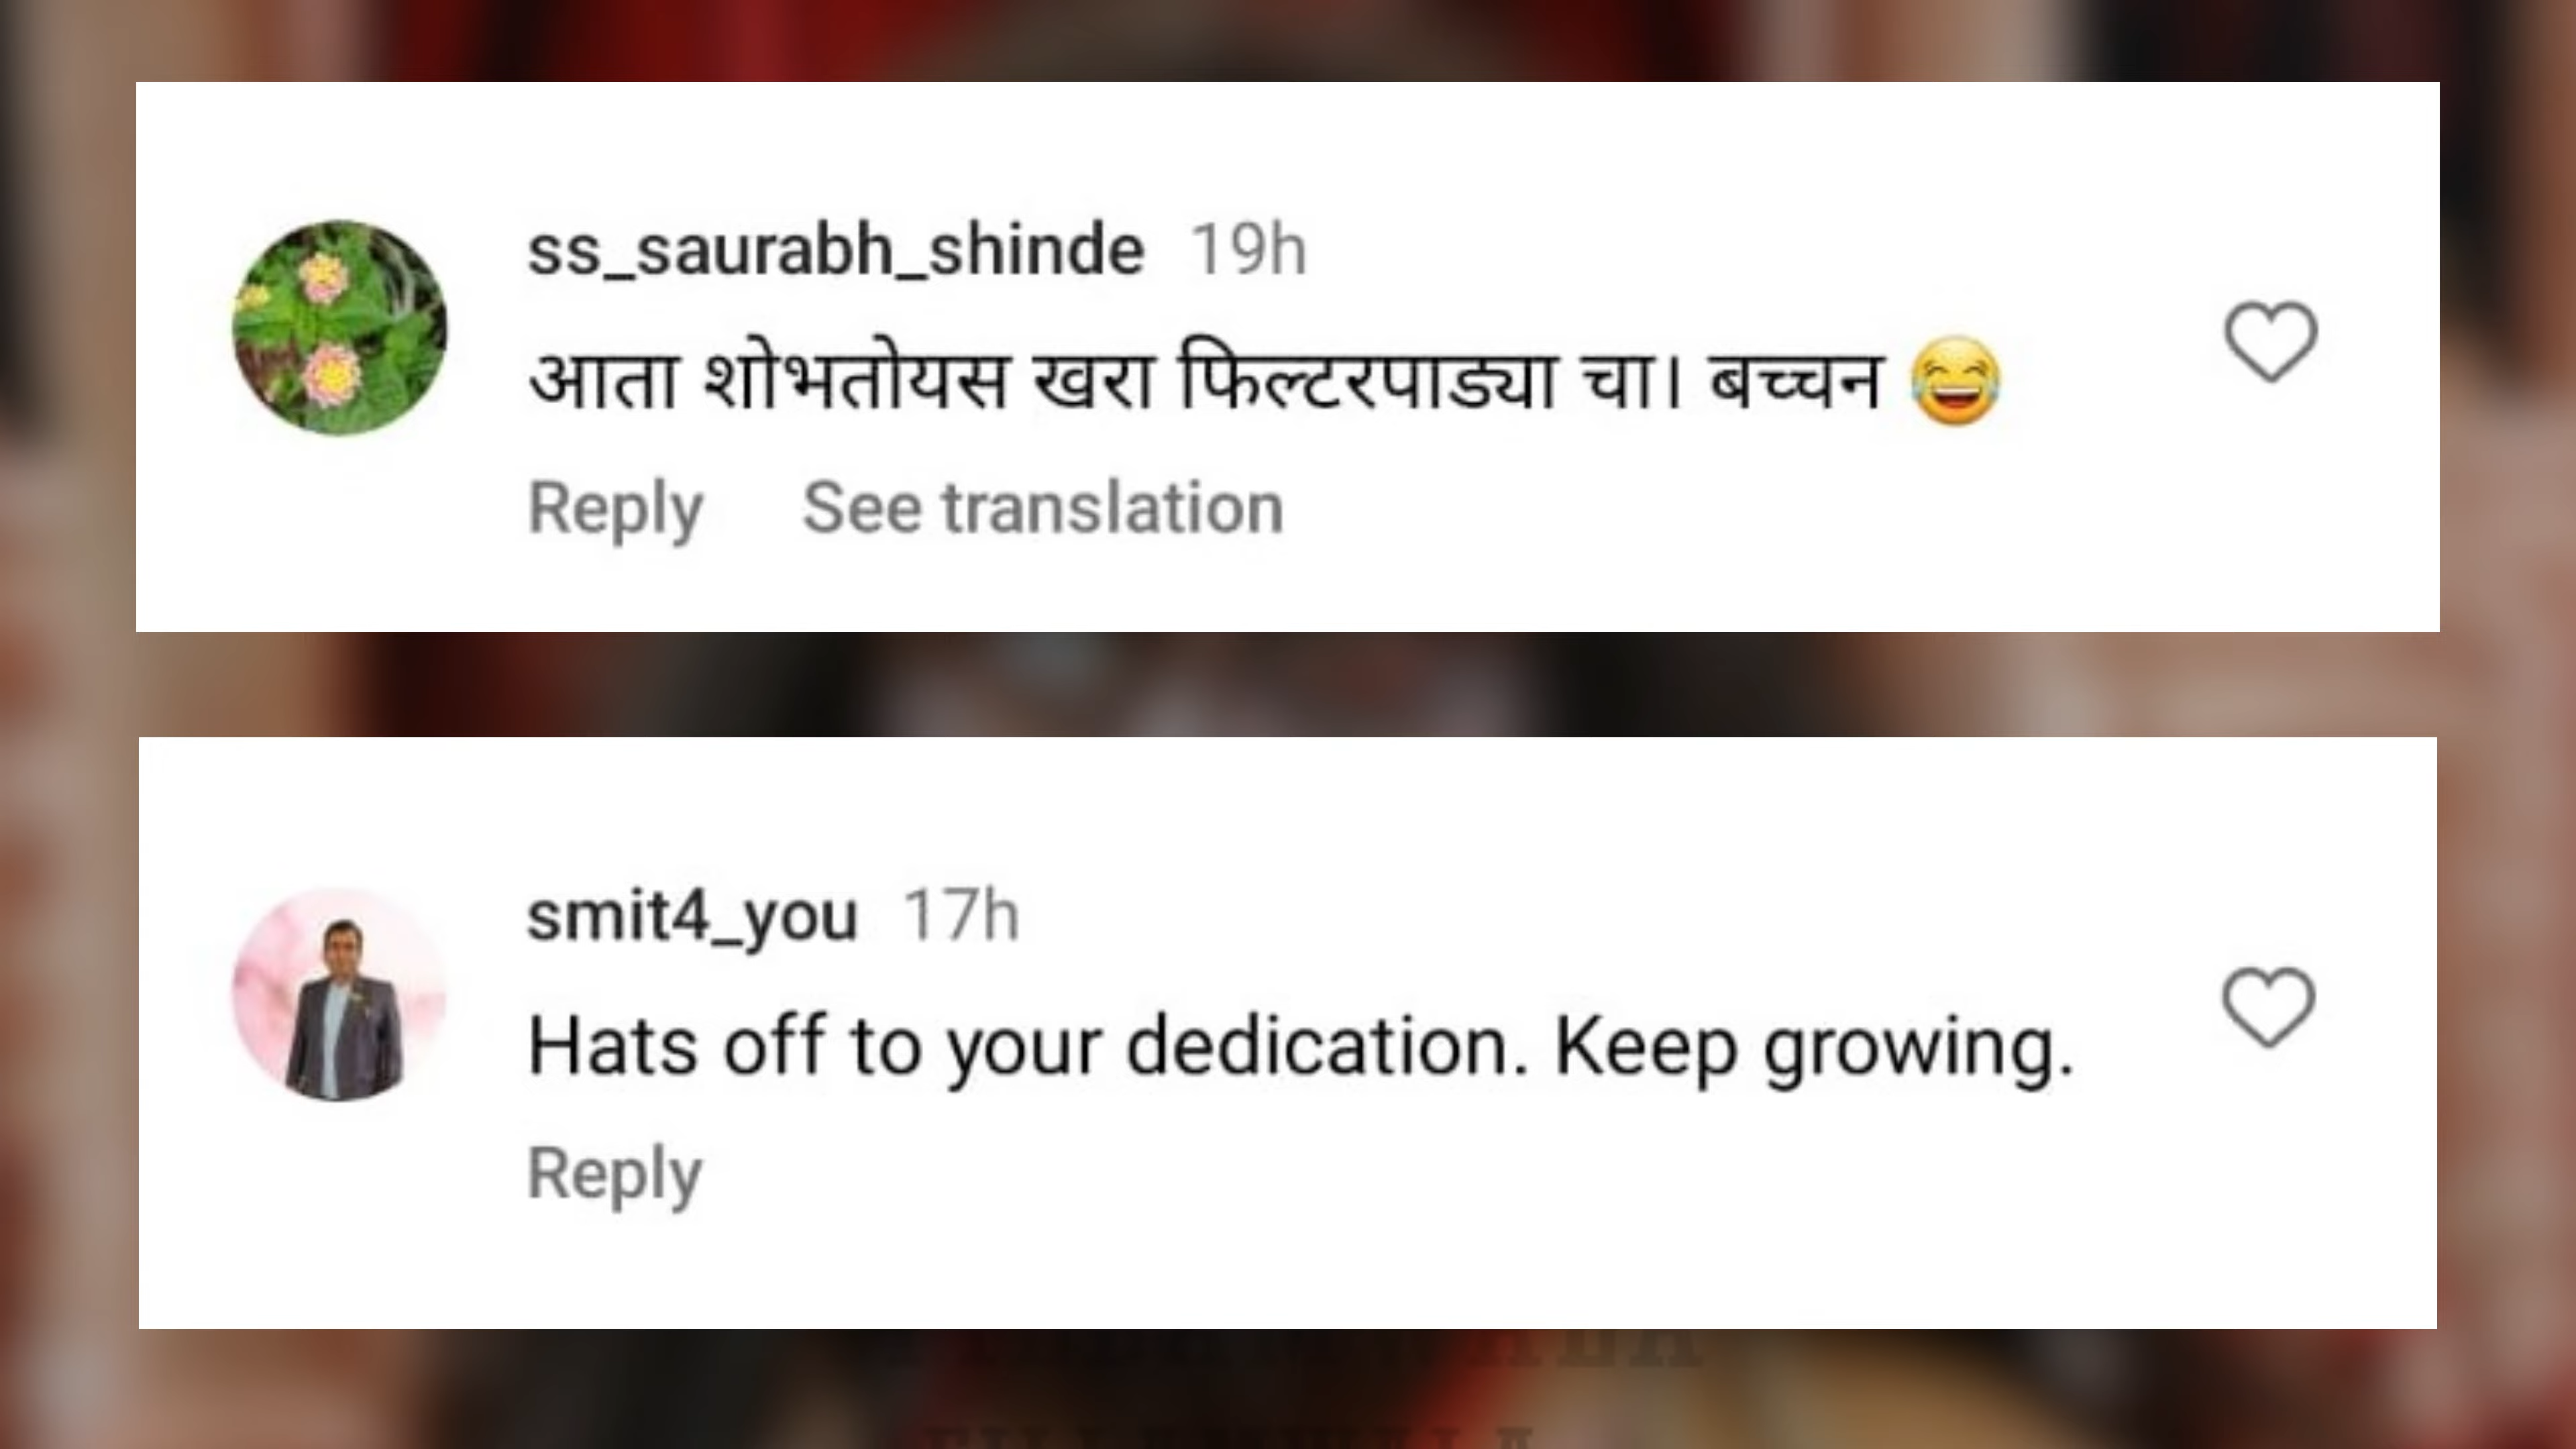 ss_saurabh_shinde 19h
आता शोभतोयस खरा फिल्टरपाड्या चा। बच्चन 😂
Reply See translation
smit4_you 17h
Hats off to your dedication. Keep growing.
Reply